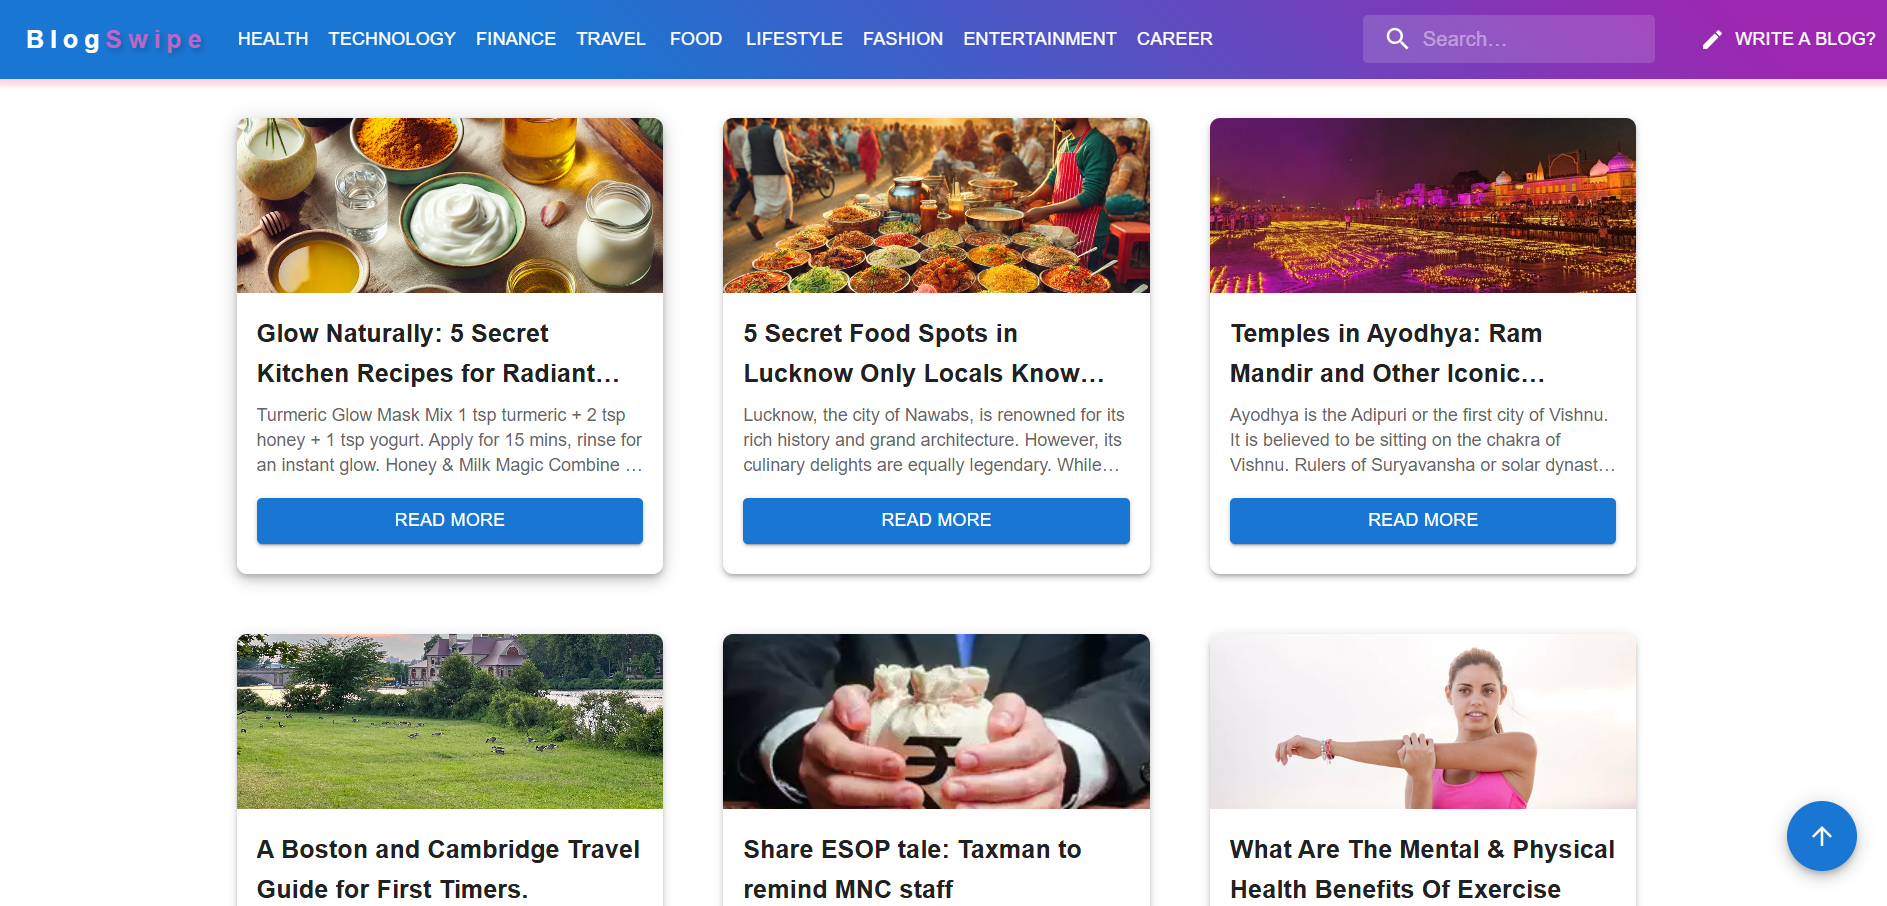 BlogSwipe HEALTH TECHNOLOGY FINANCE TRAVEL FOOD LIFESTYLE FASHION ENTERTAINMENT CAREER Search... WRITE A BLOG?
Glow Naturally: 5 Secret
Kitchen Recipes for Radiant...
Turmeric Glow Mask Mix 1 tsp turmeric + 2 tsp
honey + 1 tsp yogurt. Apply for 15 mins, rinse for
an instant glow. Honey & Milk Magic Combine ...
READ MORE
5 Secret Food Spots in
Lucknow Only Locals Know...
Lucknow, the city of Nawabs, is renowned for its
rich history and grand architecture. However, its
culinary delights are equally legendary. While...
READ MORE
Temples in Ayodhya: Ram
Mandir and Other Iconic...
Ayodhya is the Adipuri or the first city of Vishnu.
It is believed to be sitting on the chakra of
Vishnu. Rulers of Suryavansha or solar dynast...
READ MORE
A Boston and Cambridge Travel
Guide for First Timers.
₹
Share ESOP tale: Taxman to
remind MNC staff
What Are The Mental & Physical
Health Benefits Of Exercise